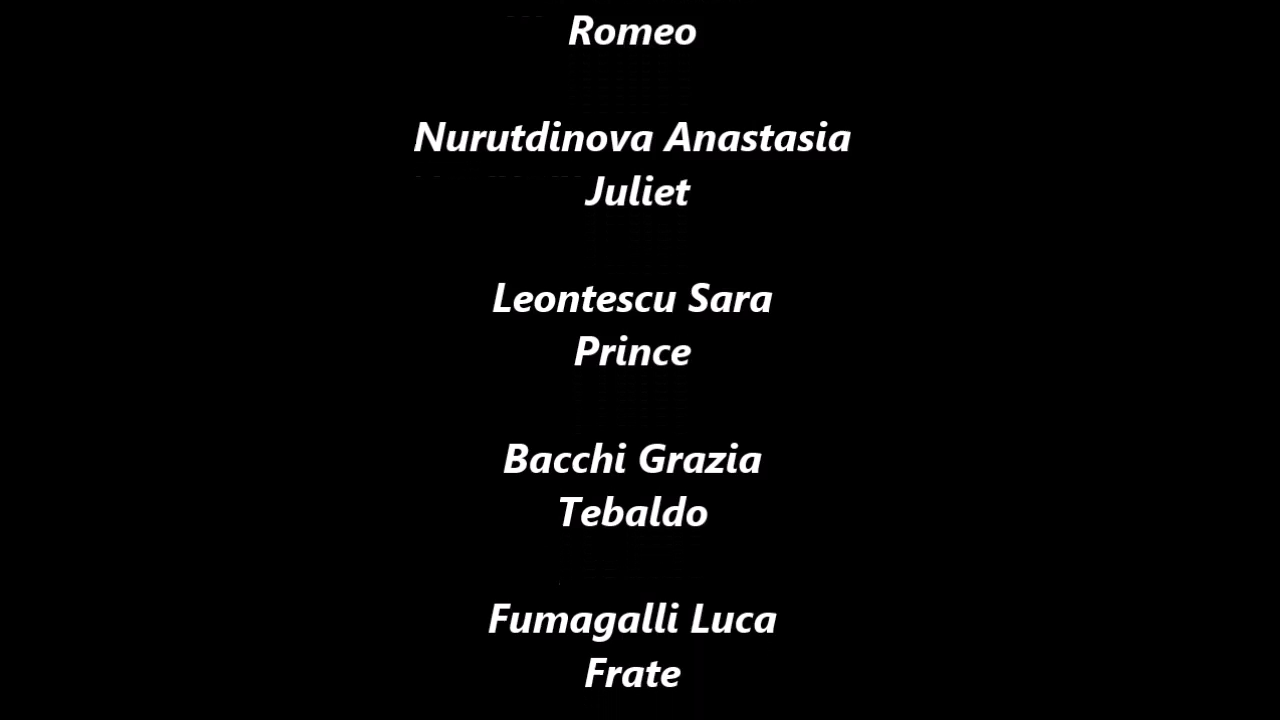 Romeo
Nurutdinova Anastasia
Juliet
Leontescu Sara
Prince
Bacchi Grazia
Tebaldo
Fumagalli Luca
Frate